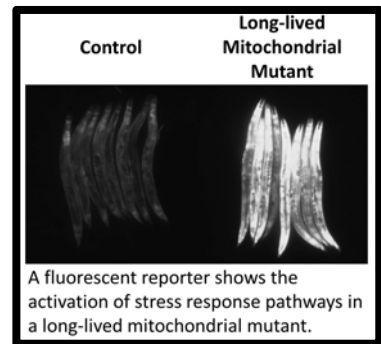 Control
Long-lived
Mitochondrial
Mutant
A fluorescent reporter shows the
activation of stress response pathways in
a long-lived mitochondrial mutant.